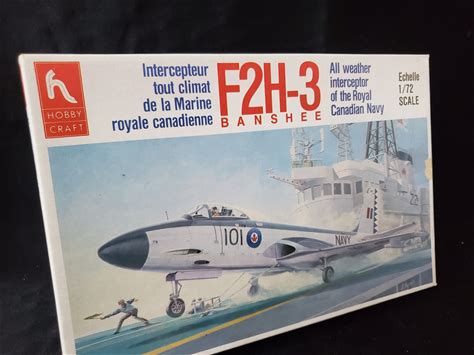 HOBBY
CRAFT
Intercepteur
tout climat
de la Marine
royale canadienne
F2H-3
BANSHEE
All weather
interceptor
of the Royal
Canadian Navy
Echelle
1/72
SCALE
101
NAVY
22